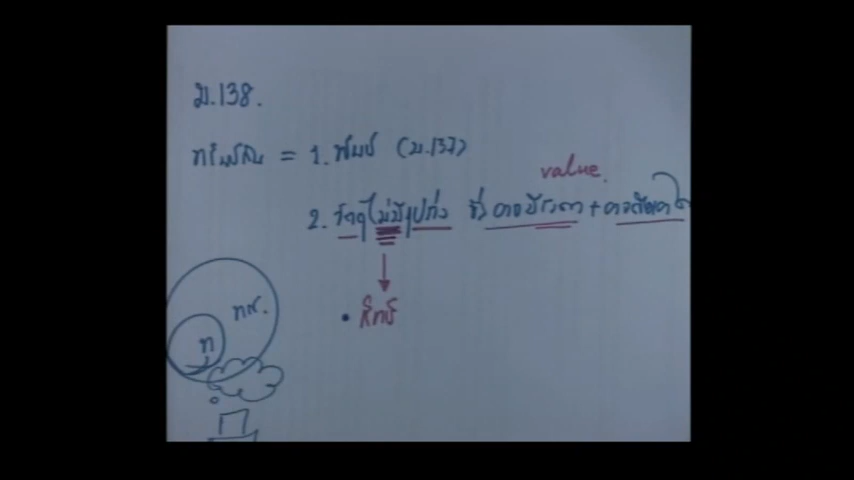 ม.138.
ทรัพย์สิน = 1. ทรัพย์ (ม.137)
value.
2. วัตถุไม่มีรูปร่าง ซึ่งอาจมีราคา + อาจถือเอาได้
• สิทธิ
ทส.
ท